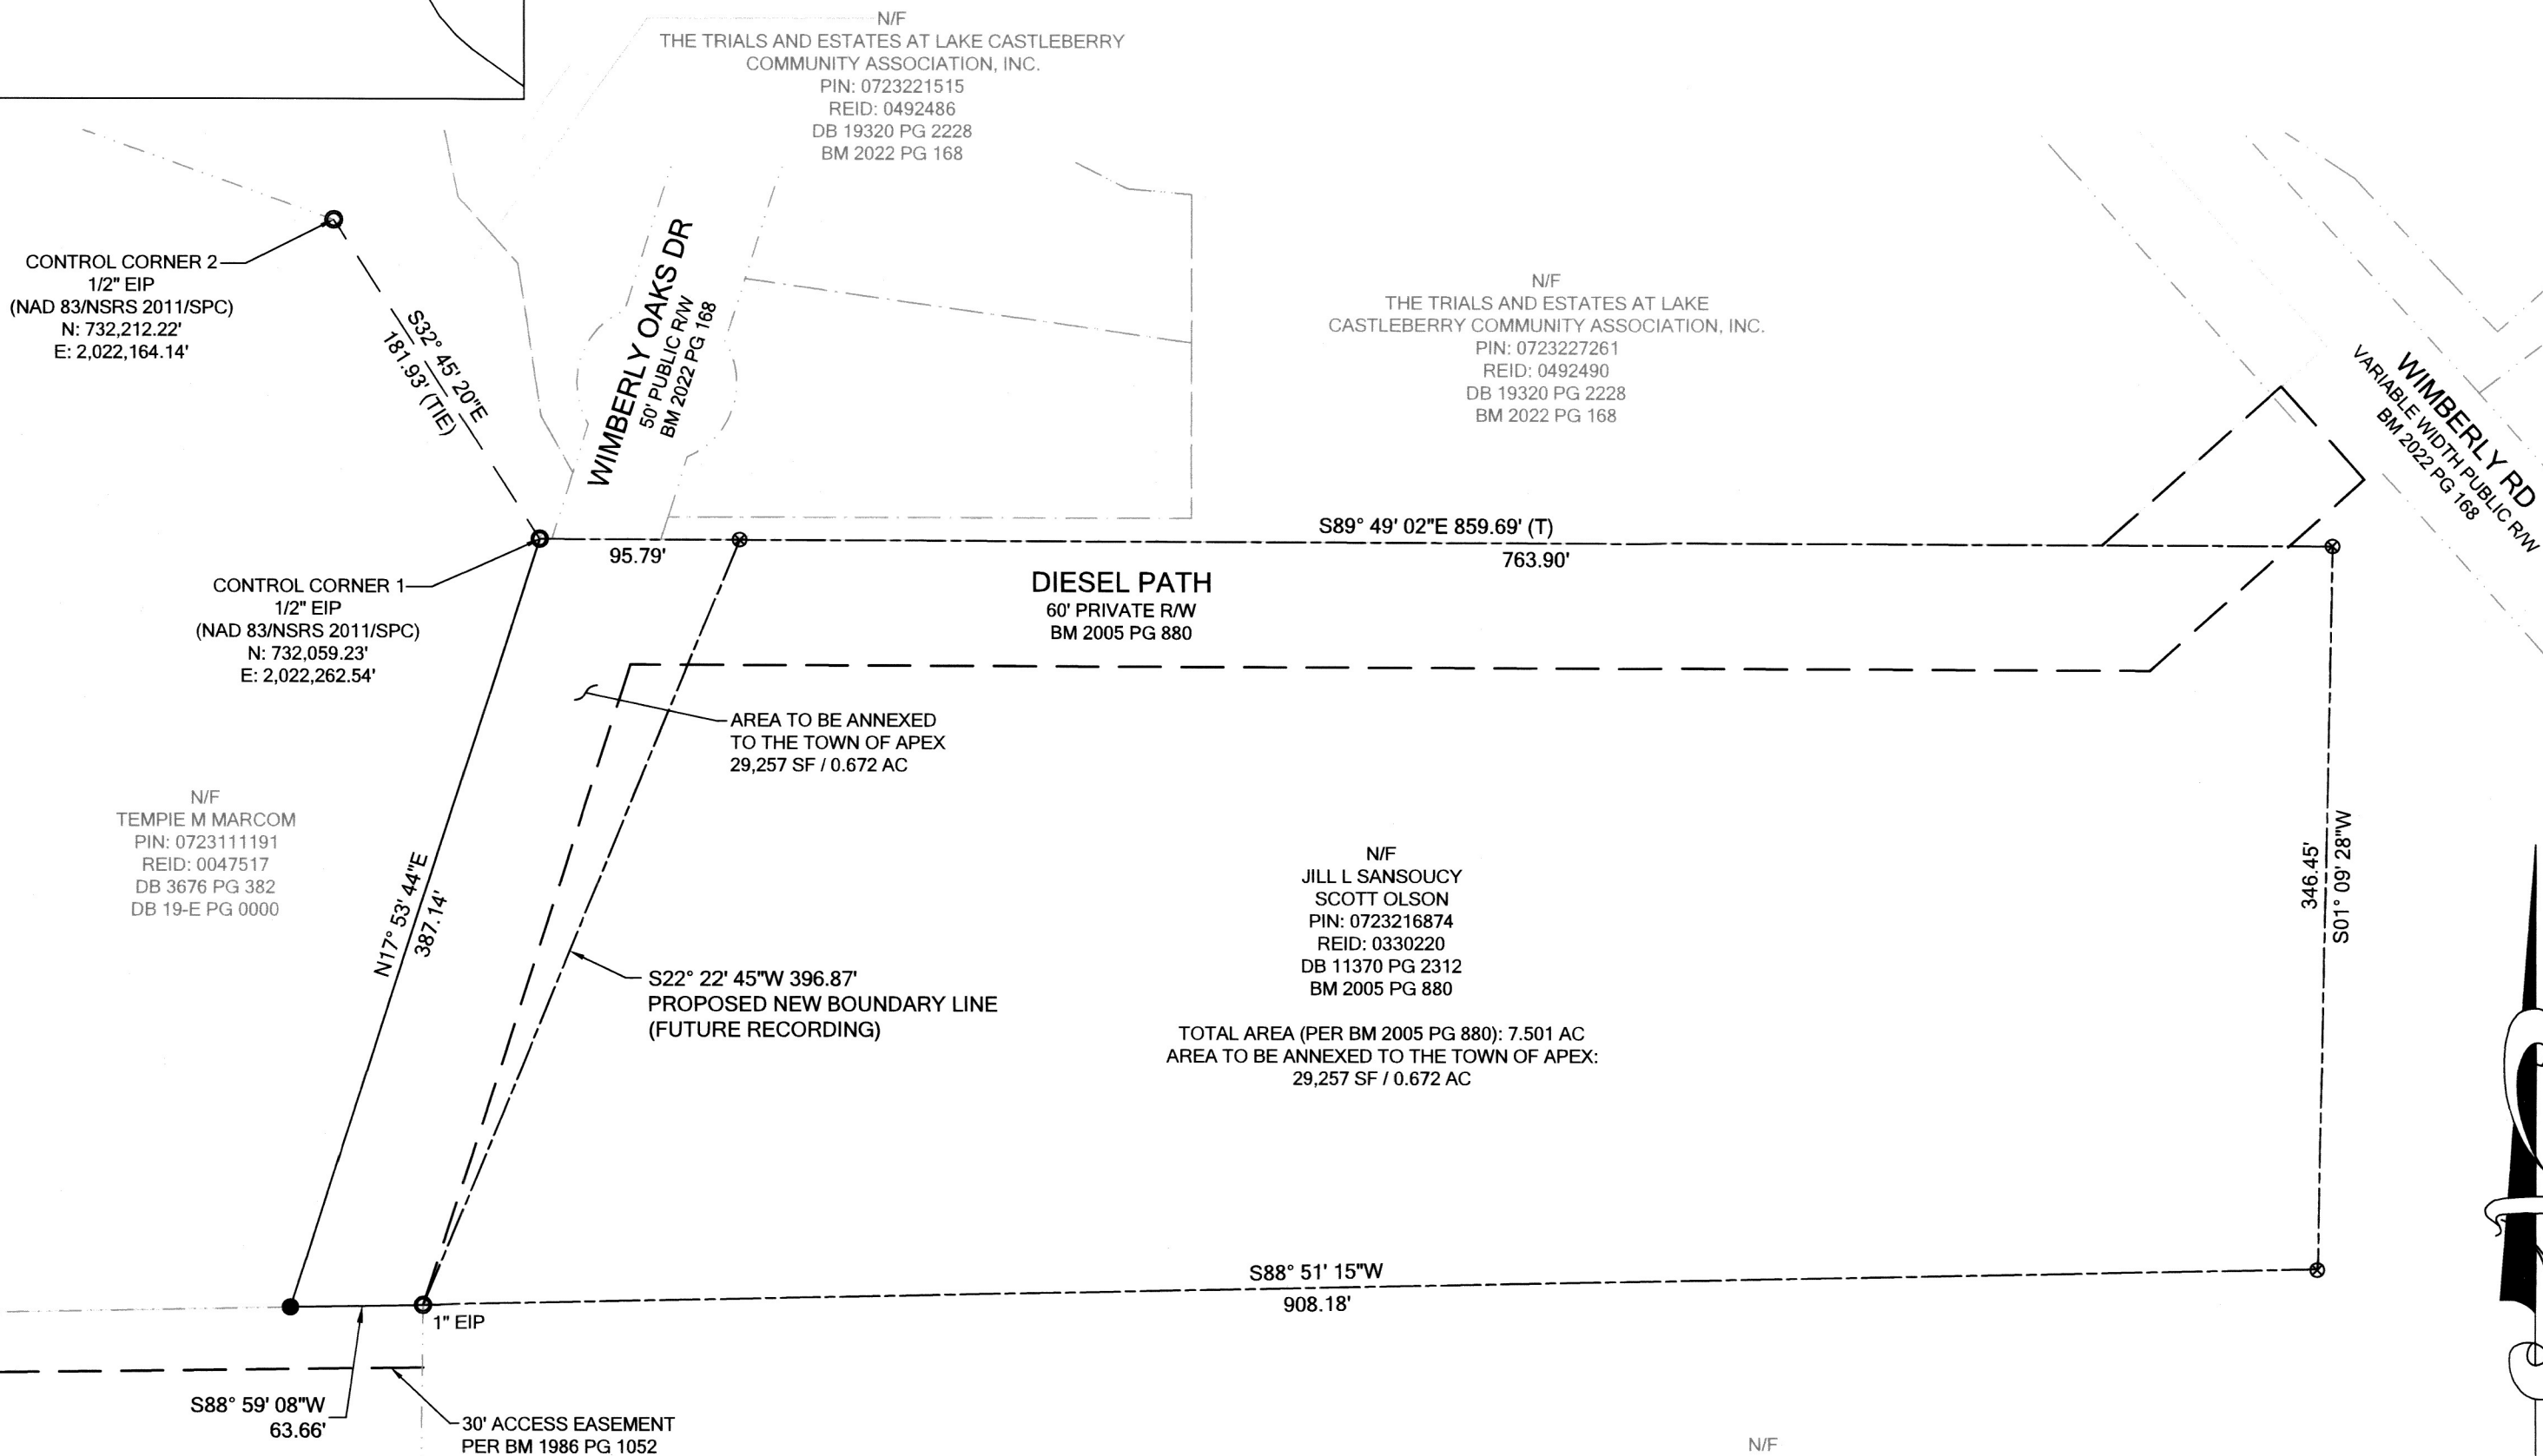 N/F
THE TRIALS AND ESTATES AT LAKE CASTLEBERRY
COMMUNITY ASSOCIATION, INC.
PIN: 0723221515
REID: 0492486
DB 19320 PG 2228
BM 2022 PG 168
CONTROL CORNER 2
1/2" EIP
(NAD 83/NSRS 2011/SPC)
N: 732,212.22'
E: 2,022,164.14'
S32° 45' 20"E
181.93' (TIE)
WIMBERLY OAKS DR
50' PUBLIC R/W
BM 2022 PG 168
N/F
THE TRIALS AND ESTATES AT LAKE
CASTLEBERRY COMMUNITY ASSOCIATION, INC.
PIN: 0723227261
REID: 0492490
DB 19320 PG 2228
BM 2022 PG 168
WIMBERLY RD
VARIABLE WIDTH PUBLIC R/W
BM 2022 PG 168
S89° 49' 02"E 859.69' (T)
95.79'
763.90'
CONTROL CORNER 1
1/2" EIP
(NAD 83/NSRS 2011/SPC)
N: 732,059.23'
E: 2,022,262.54'
DIESEL PATH
60' PRIVATE R/W
BM 2005 PG 880
AREA TO BE ANNEXED
TO THE TOWN OF APEX
29,257 SF / 0.672 AC
N/F
TEMPIE M MARCOM
PIN: 0723111191
REID: 0047517
DB 3676 PG 382
DB 19-E PG 0000
N17° 53' 44"E
387.14'
S22° 22' 45"W 396.87'
PROPOSED NEW BOUNDARY LINE
(FUTURE RECORDING)
N/F
JILL L SANSOUCY
SCOTT OLSON
PIN: 0723216874
REID: 0330220
DB 11370 PG 2312
BM 2005 PG 880
TOTAL AREA (PER BM 2005 PG 880): 7.501 AC
AREA TO BE ANNEXED TO THE TOWN OF APEX:
29,257 SF / 0.672 AC
346.45'
S01° 09' 28"W
S88° 51' 15"W
908.18'
1" EIP
S88° 59' 08"W
63.66'
30' ACCESS EASEMENT
PER BM 1986 PG 1052
N/F